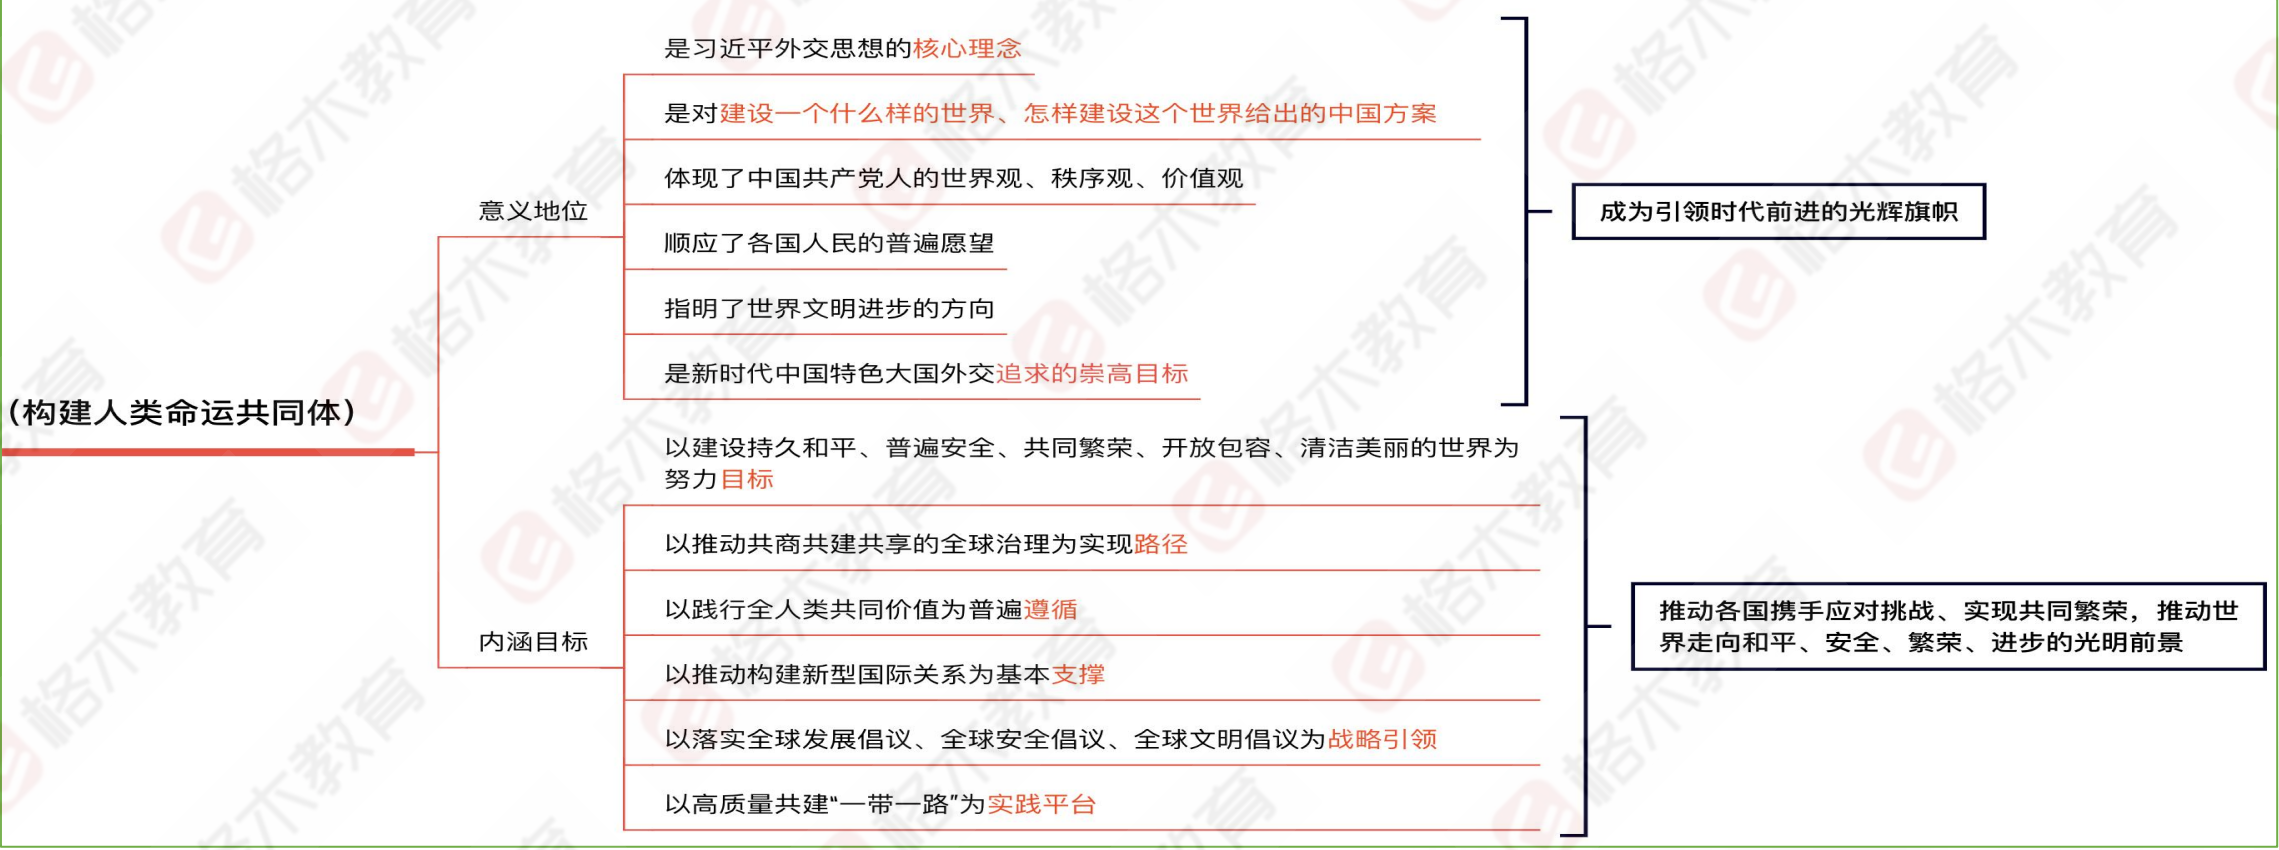 (构建人类命运共同体)
意义地位
是习近平外交思想的核心理念
是对建设一个什么样的世界、怎样建设这个世界给出的中国方案
体现了中国共产党人的世界观、秩序观、价值观
顺应了各国人民的普遍愿望
指明了世界文明进步的方向
是新时代中国特色大国外交追求的崇高目标
成为引领时代前进的光辉旗帜
内涵目标
以建设持久和平、普遍安全、共同繁荣、开放包容、清洁美丽的世界为
努力目标
以推动共商共建共享的全球治理为实现路径
以践行全人类共同价值为普遍遵循
以推动构建新型国际关系为基本支撑
以落实全球发展倡议、全球安全倡议、全球文明倡议为战略引领
以高质量共建“一带一路”为实践平台
推动各国携手应对挑战、实现共同繁荣，推动世
界走向和平、安全、繁荣、进步的光明前景
格木教育